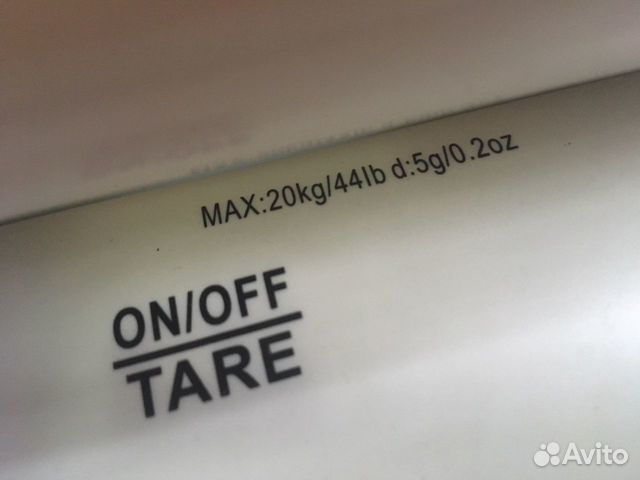 MAX:20kg/44lb d:5g/0.2oz
ON/OFF
TARE
Avito